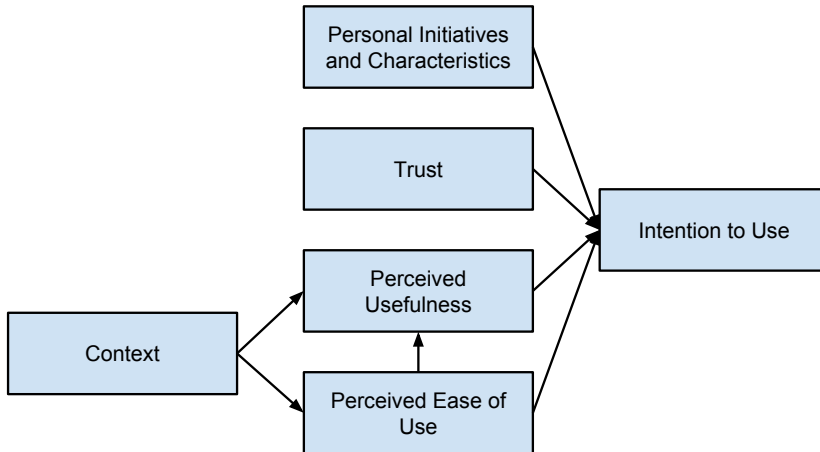 Personal Initiatives
and Characteristics
Trust
Intention to Use
Perceived
Usefulness
Context
Perceived Ease of
Use